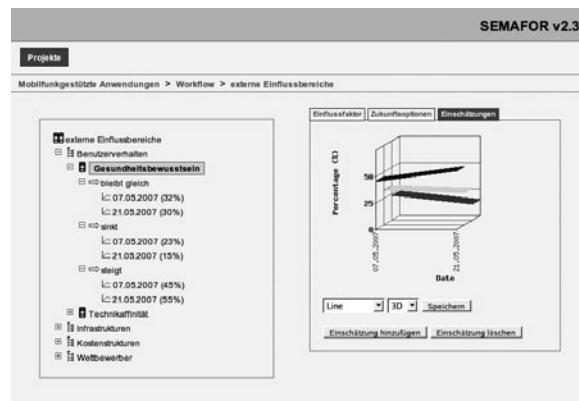 SEMAFOR v2.3
Projekte
Mobilfunkgestützte Anwendungen > Workflow > externe Einflussbereiche
externe Einflussbereiche
Benutzerverhalten
Gesundheitsbewusstsein
bleibt gleich
07.05.2007 (32%)
21.05.2007 (30%)
sinkt
07.05.2007 (23%)
21.05.2007 (15%)
steigt
07.05.2007 (45%)
21.05.2007 (55%)
Technikaffinität
Infrastrukturen
Kostenstrukturen
Wettbewerber
Einflussfaktor Zukunftsoptionen Einschätzungen
Percentage (%)
50
25
0
07.05.2007
21.05.2007
Date
Line 3D Speichern
Einschätzung hinzufügen Einschätzung löschen